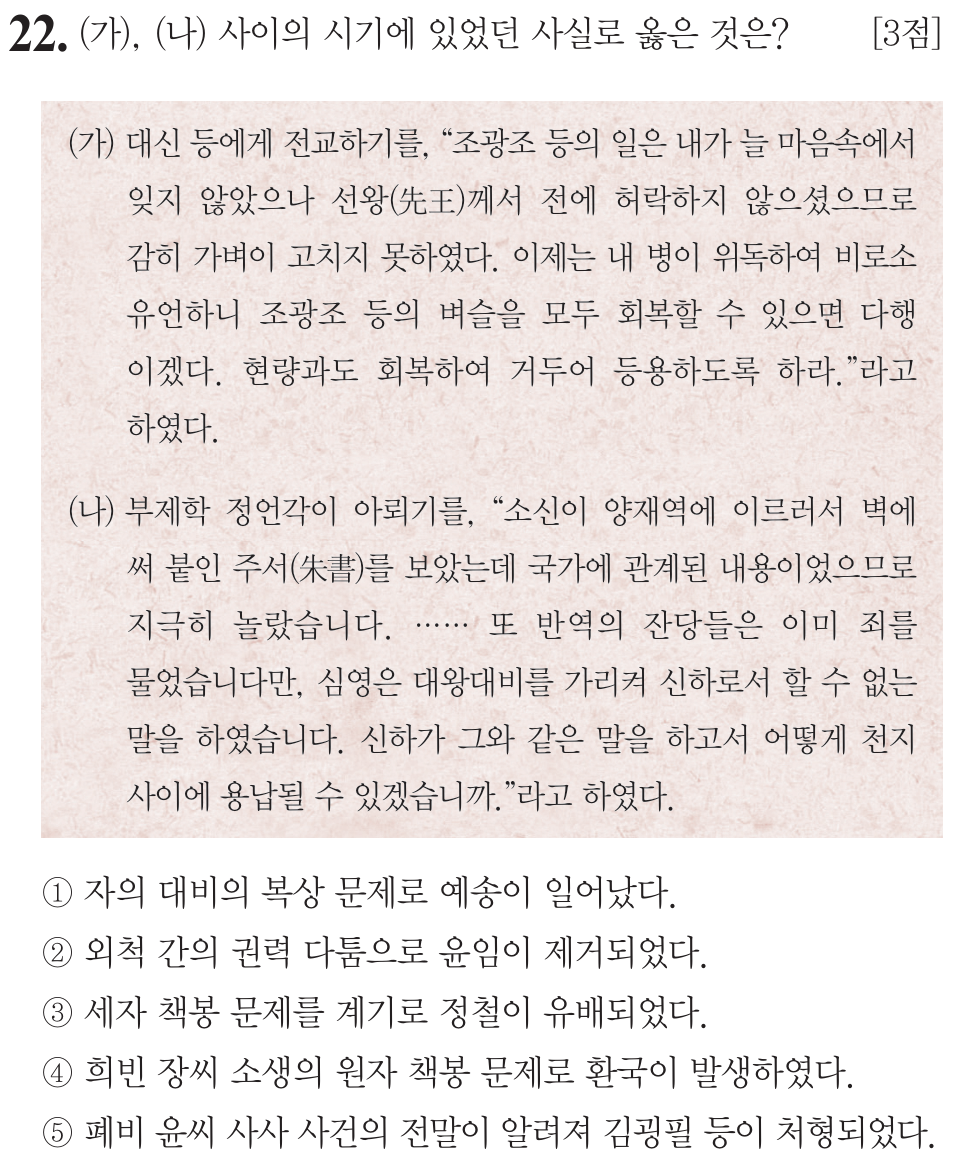 22. (가), (나) 사이의 시기에 있었던 사실로 옳은 것은? [3점]
(가) 대신 등에게 전교하기를, “조광조 등의 일은 내가 늘 마음속에서
잊지 않았으나 선왕(先王)께서 전에 허락하지 않으셨으므로
감히 가벼이 고치지 못하였다. 이제는 내 병이 위독하여 비로소
유언하니 조광조 등의 벼슬을 모두 회복할 수 있으면 다행
이겠다. 현량과도 회복하여 거두어 등용하도록 하라.”라고
하였다.
(나) 부제학 정언각이 아뢰기를, “소신이 양재역에 이르러서 벽에
써 붙인 주서(朱書)를 보았는데 국가에 관계된 내용이었으므로
지극히 놀랐습니다. …… 또 반역의 잔당들은 이미 죄를
물었습니다만, 심영은 대왕대비를 가리켜 신하로서 할 수 없는
말을 하였습니다. 신하가 그와 같은 말을 하고서 어떻게 천지
사이에 용납될 수 있겠습니까.”라고 하였다.
① 자의 대비의 복상 문제로 예송이 일어났다.
② 외척 간의 권력 다툼으로 윤임이 제거되었다.
③ 세자 책봉 문제를 계기로 정철이 유배되었다.
④ 희빈 장씨 소생의 원자 책봉 문제로 환국이 발생하였다.
⑤ 폐비 윤씨 사사 사건의 전말이 알려져 김굉필 등이 처형되었다.